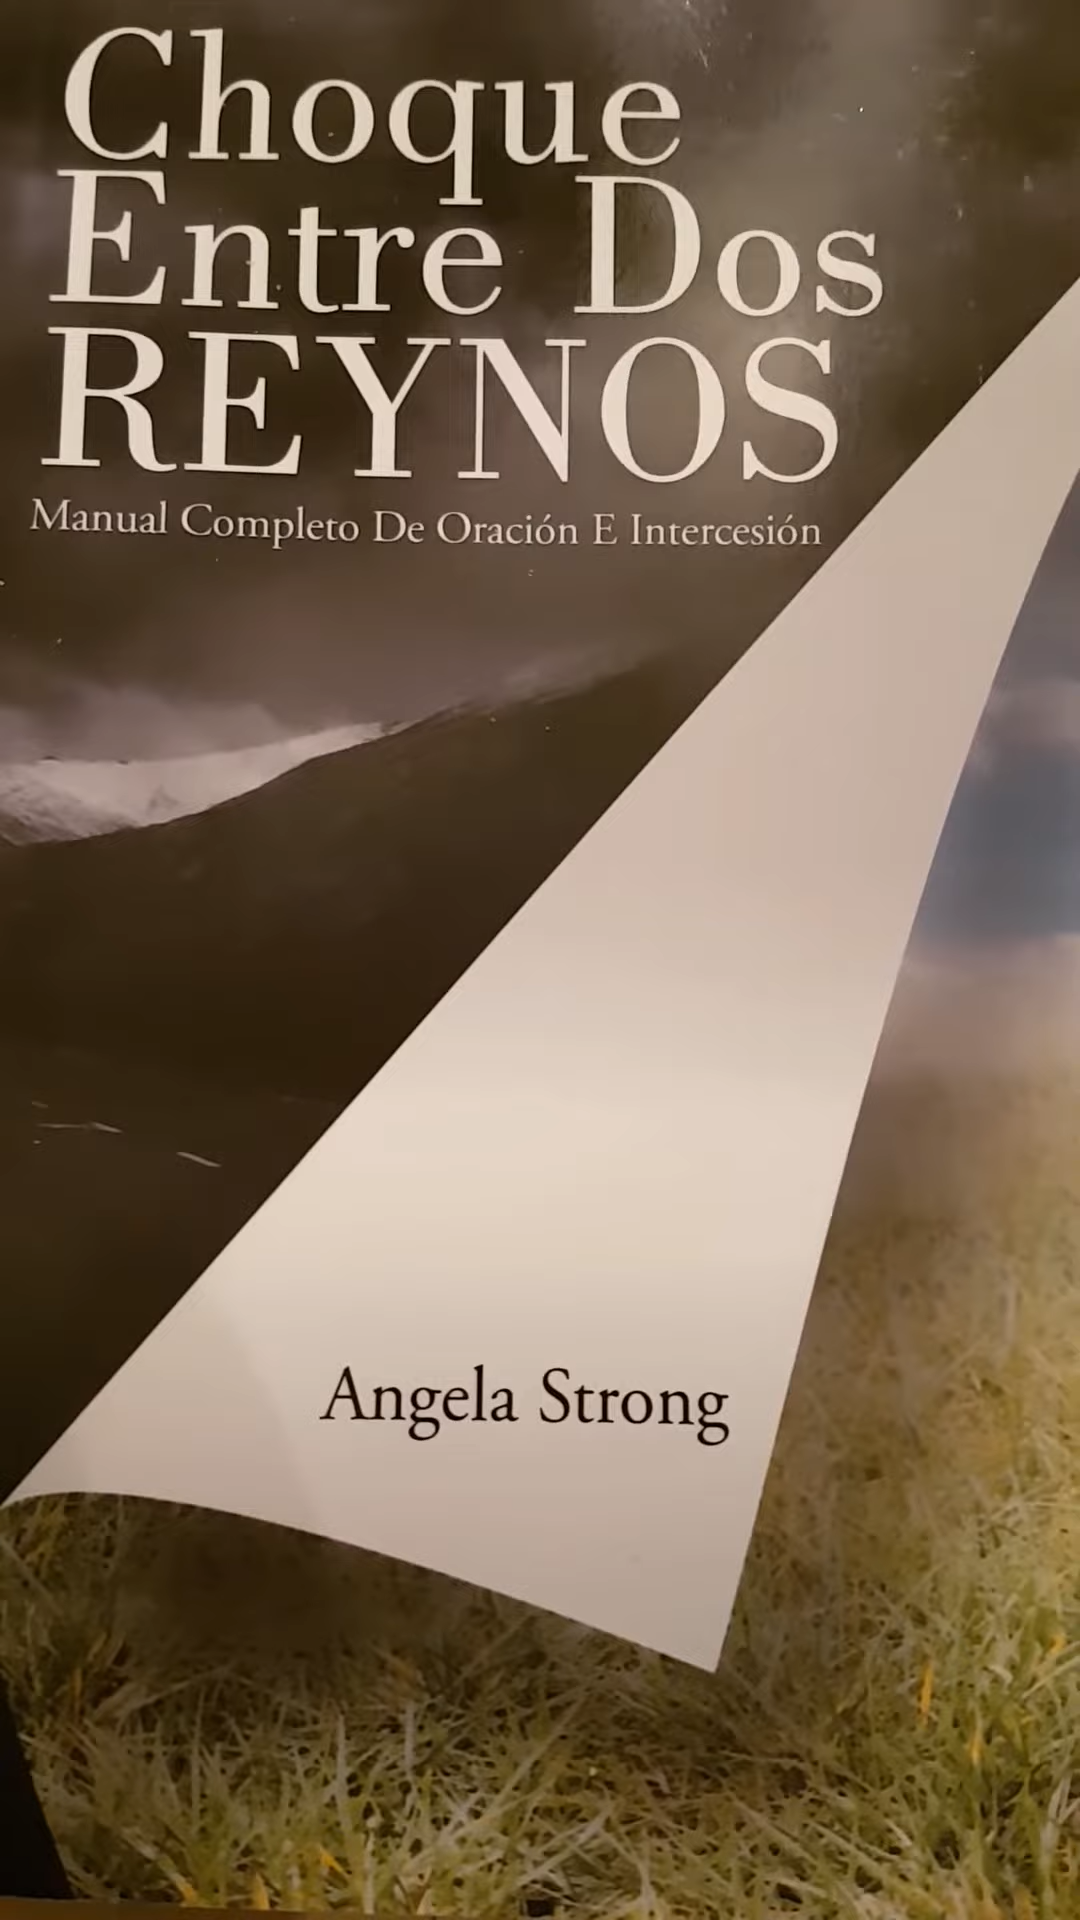 Choque
Entre Dos
REYNOS
Manual Completo De Oración E Intercesión
Angela Strong